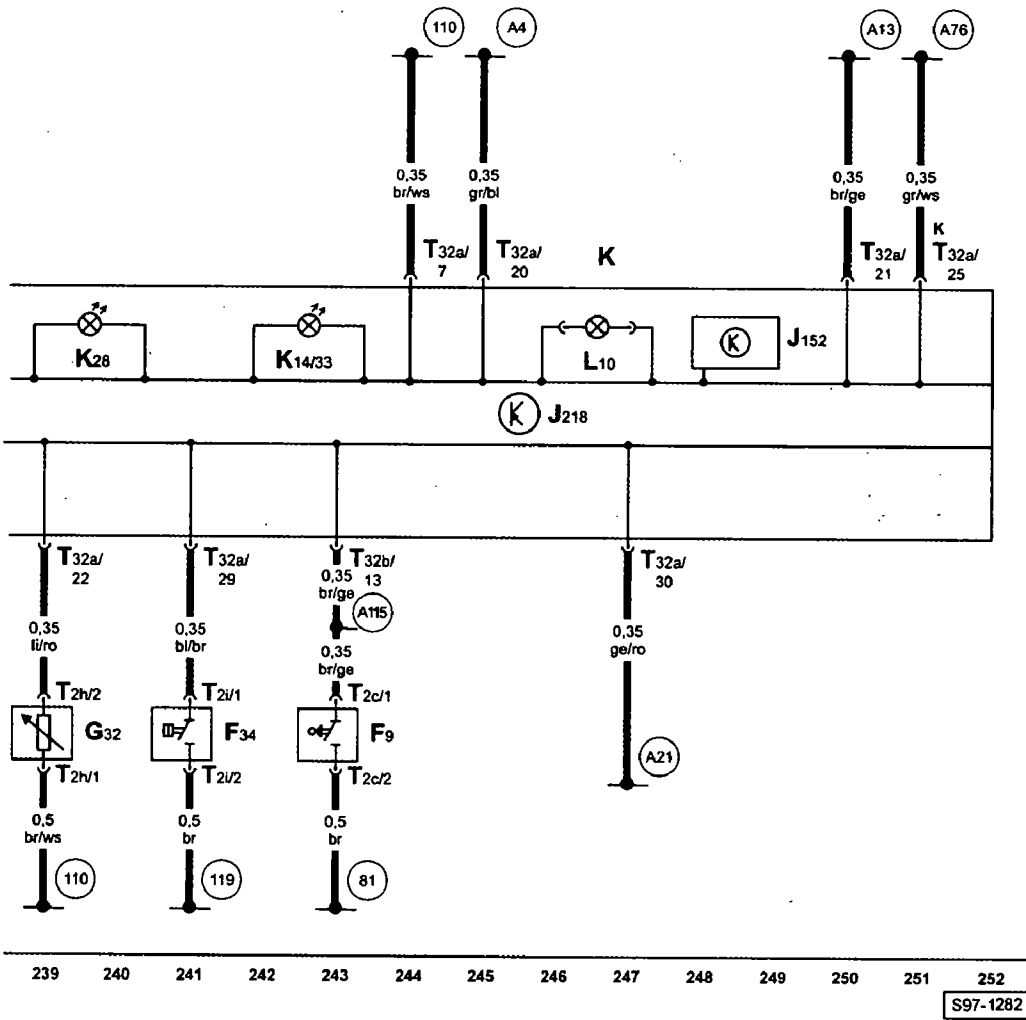 110 A4 A13 A76
0,35 0,35 0,35 0,35
br/ws gr/bl br/ge gr/ws
K
T32a/ T32a/ K T32a/ T32a/
7 20 21 25
K J152
K28 K14/33 L10
K J218
T32a/ T32a/ T32b/ T32a/
22 29 13 30
0,35
br/ge
A115
0,35 0,35 0,35 0,35
li/ro bl/br br/ge ge/ro
T2h/2 T2i/1 T2c/1
G32 F34 F9
A21
T2h/1 T2i/2 T2c/2
0,5 0,5 0,5
br/ws br br
110 119 81
239 240 241 242 243 244 245 246 247 248 249 250 251 252
S97-1282